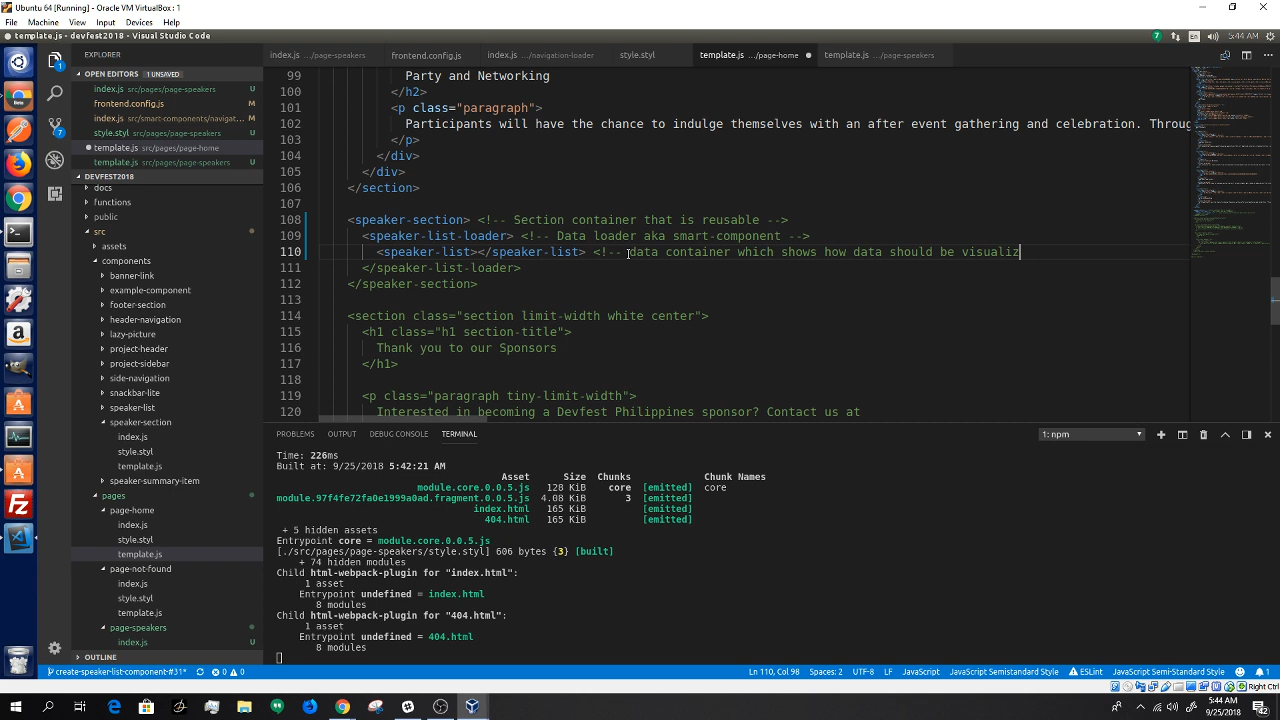 Ubuntu 64 [Running] - Oracle VM VirtualBox : 1
File Machine View Input Devices Help
template.js - devfest2018 - Visual Studio Code
7 En 5:44 AM
EXPLORER
OPEN EDITORS 1 UNSAVED
index.js src/pages/page-speakers U
frontend.config.js M
index.js src/smart-components/navigat... M
style.styl src/pages/page-speakers U
template.js src/pages/page-home
template.js src/pages/page-speakers U
DEVFEST2018
docs
functions
public
src
assets
components
banner-link
example-component
footer-section
header-navigation
lazy-picture
project-header
project-sidebar
side-navigation
snackbar-lite
speaker-list
speaker-section
index.js
style.styl
template.js
speaker-summary-item
pages
page-home
index.js
style.styl
template.js
page-not-found
index.js
style.styl
template.js
page-speakers
index.js U
OUTLINE
index.js .../page-speakers frontend.config.js index.js .../navigation-loader style.styl template.js .../page-home template.js .../page-speakers
99 Party and Networking
100 </h2>
101 <p class="paragraph">
102 Participants will have the chance to indulge themselves with an after event gathering and celebration. Throug
103 </p>
104 </div>
105 </div>
106 </section>
107
108 <speaker-section> <!-- Section container that is reusable -->
109 <speaker-list-loader> <!-- Data loader aka smart-component -->
110 <speaker-list></speaker-list> <!-- data container which shows how data should be visualiz
111 </speaker-list-loader>
112 </speaker-section>
113
114 <section class="section limit-width white center">
115 <h1 class="h1 section-title">
116 Thank you to our Sponsors
117 </h1>
118
119 <p class="paragraph tiny-limit-width">
120 Interested in becoming a Devfest Philippines sponsor? Contact us at
PROBLEMS OUTPUT DEBUG CONSOLE TERMINAL 1: npm
Time: 226ms
Built at: 9/25/2018 5:42:21 AM
Asset Size Chunks Chunk Names
module.core.0.0.5.js 128 KiB core [emitted] core
module.97f4fe72fa0e1999a0ad.fragment.0.0.5.js 4.08 KiB 3 [emitted]
index.html 165 KiB [emitted]
404.html 165 KiB [emitted]
+ 5 hidden assets
Entrypoint core = module.core.0.0.5.js
[./src/pages/page-speakers/style.styl] 606 bytes {3} [built]
+ 74 hidden modules
Child html-webpack-plugin for "index.html":
1 asset
Entrypoint undefined = index.html
8 modules
Child html-webpack-plugin for "404.html":
1 asset
Entrypoint undefined = 404.html
8 modules
create-speaker-list-component-#31* 0 0 Ln 110, Col 98 Spaces: 2 UTF-8 LF JavaScript JavaScript Semistandard Style ESLint JavaScript Semi-Standard Style 1
Right Ctrl
5:44 AM
9/25/2018